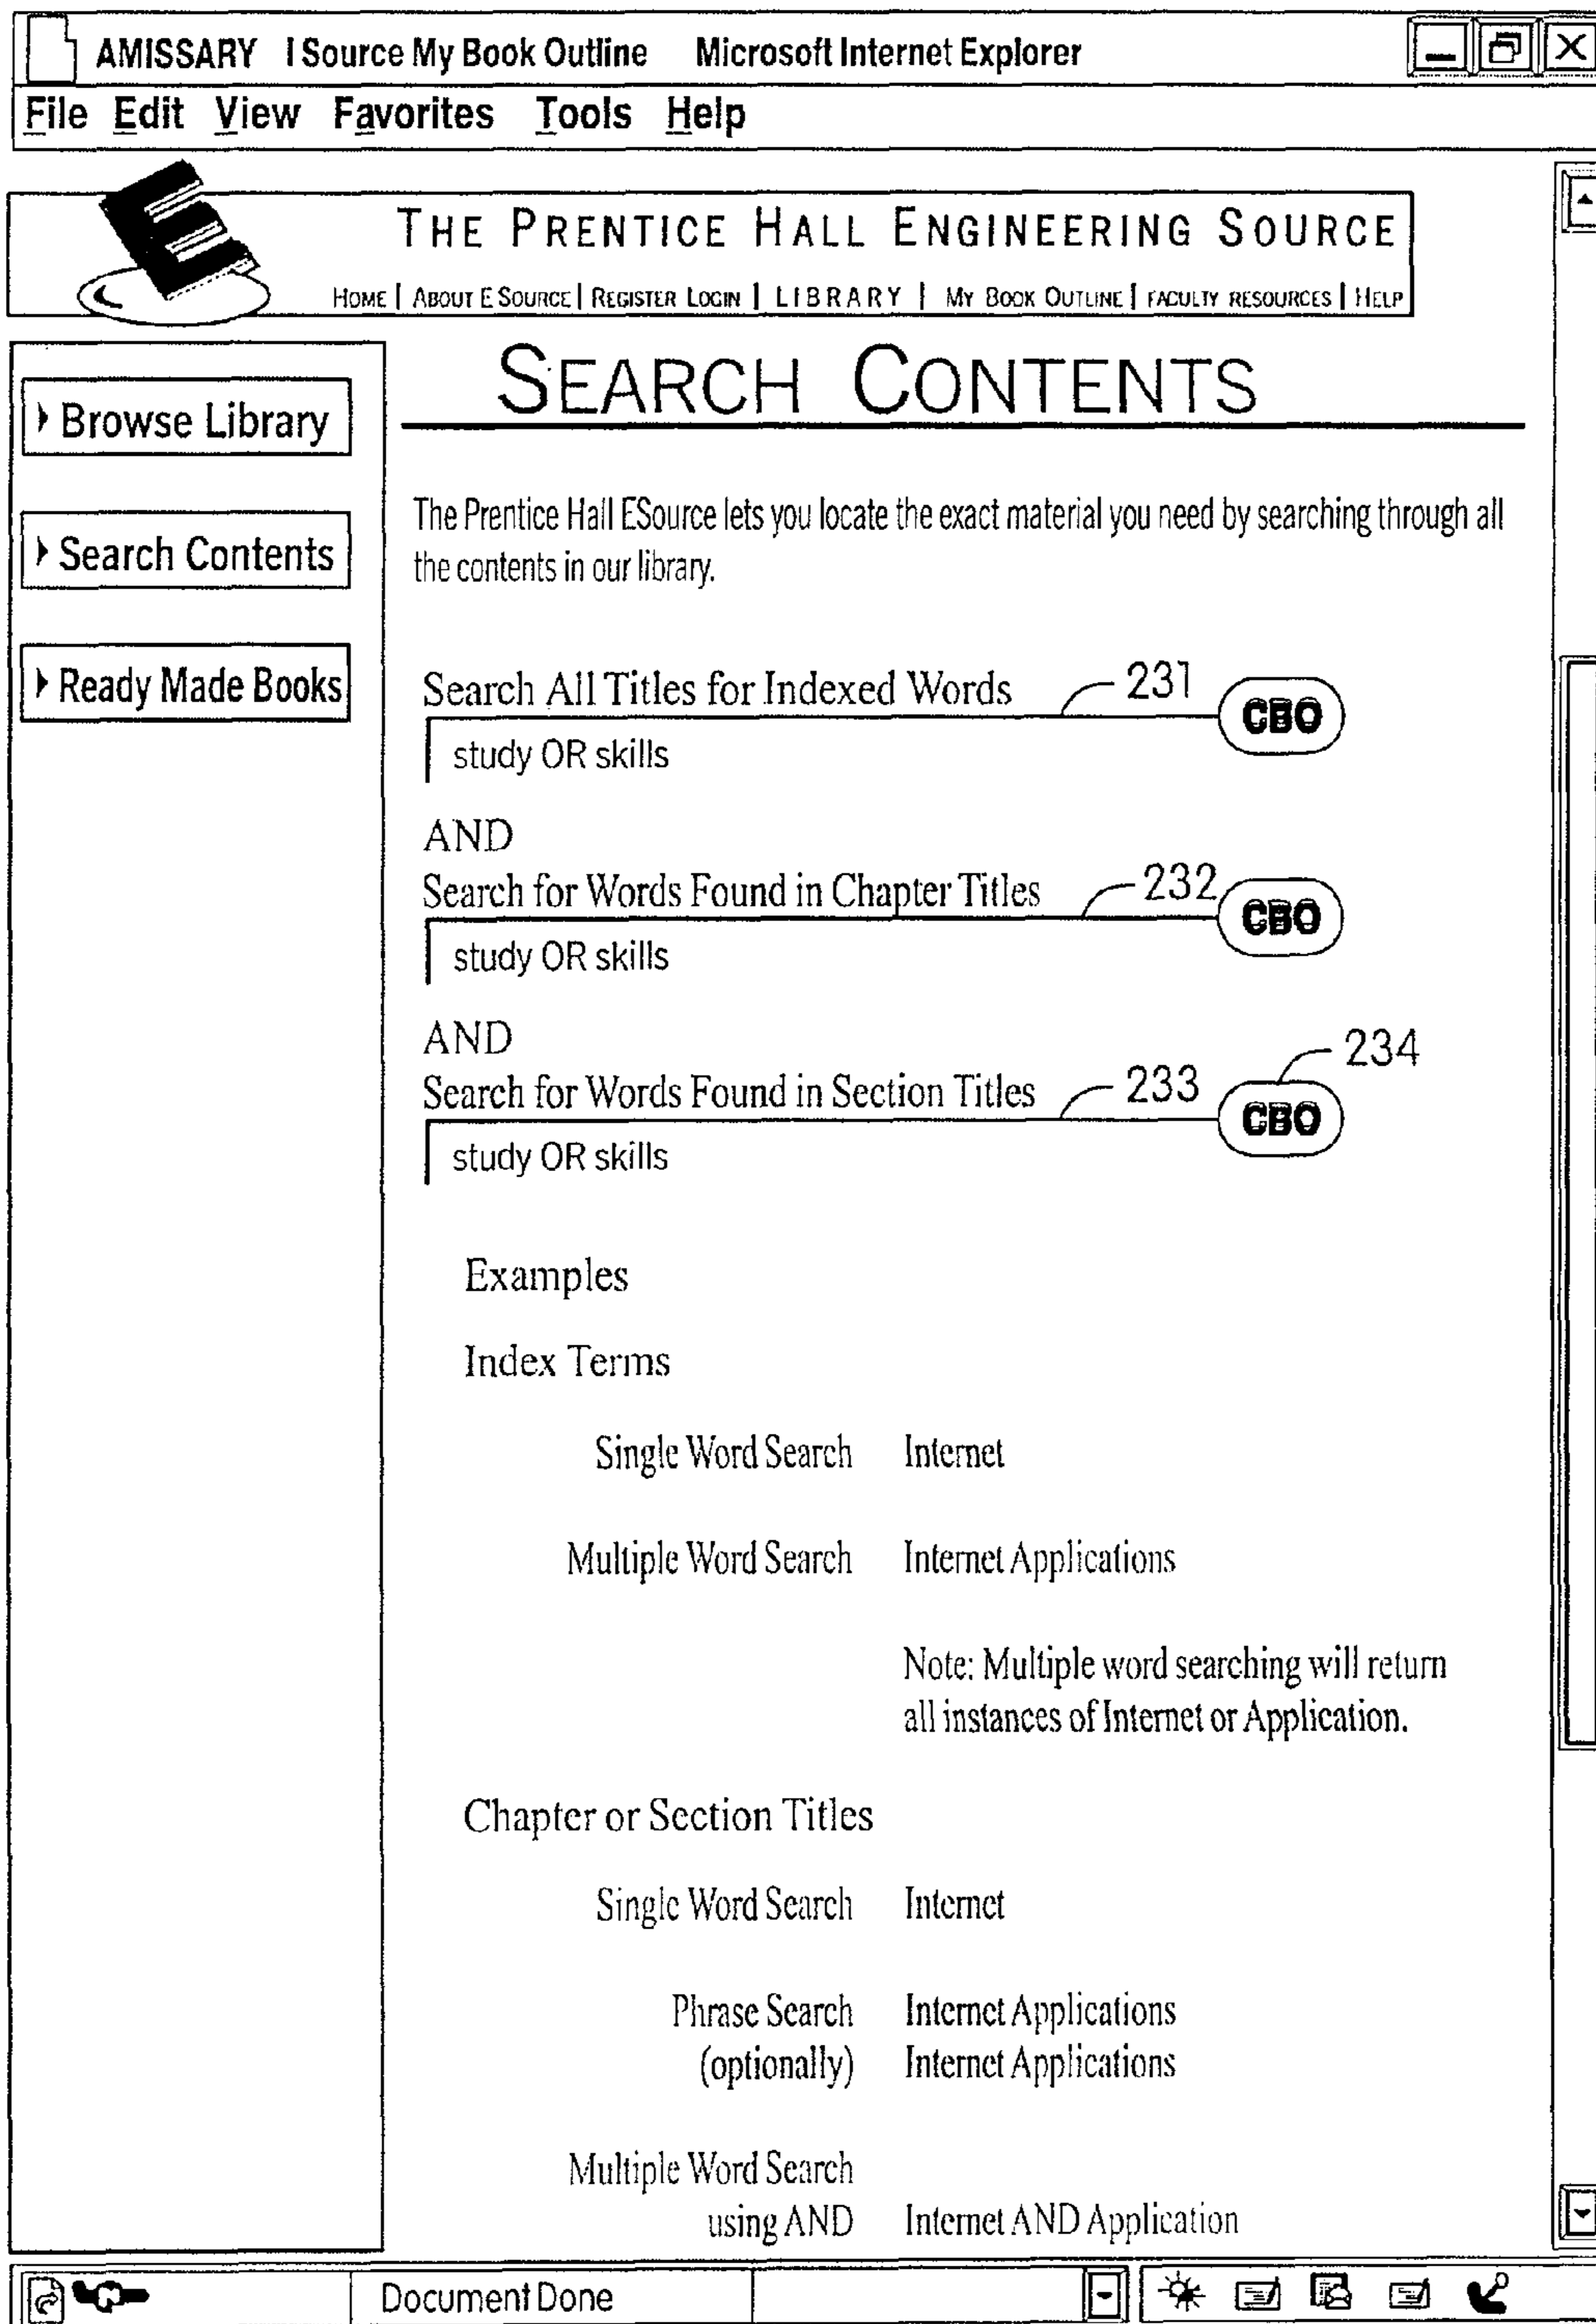 AMISSARY I Source My Book Outline Microsoft Internet Explorer
File Edit View Favorites Tools Help
E
THE PRENTICE HALL ENGINEERING SOURCE
HOME | ABOUT E SOURCE | REGISTER LOGIN | LIBRARY | MY BOOK OUTLINE | FACULTY RESOURCES | HELP
Browse Library
Search Contents
Ready Made Books
SEARCH CONTENTS
The Prentice Hall ESource lets you locate the exact material you need by searching through all
the contents in our library.
Search All Titles for Indexed Words 231 CBO
study OR skills
AND
Search for Words Found in Chapter Titles 232 CBO
study OR skills
AND
234
Search for Words Found in Section Titles 233 CBO
study OR skills
Examples
Index Terms
Single Word Search Internet
Multiple Word Search Internet Applications
Note: Multiple word searching will return
all instances of Internet or Application.
Chapter or Section Titles
Single Word Search Internet
Phrase Search Internet Applications
(optionally) Internet Applications
Multiple Word Search
using AND Internet AND Application
Document Done